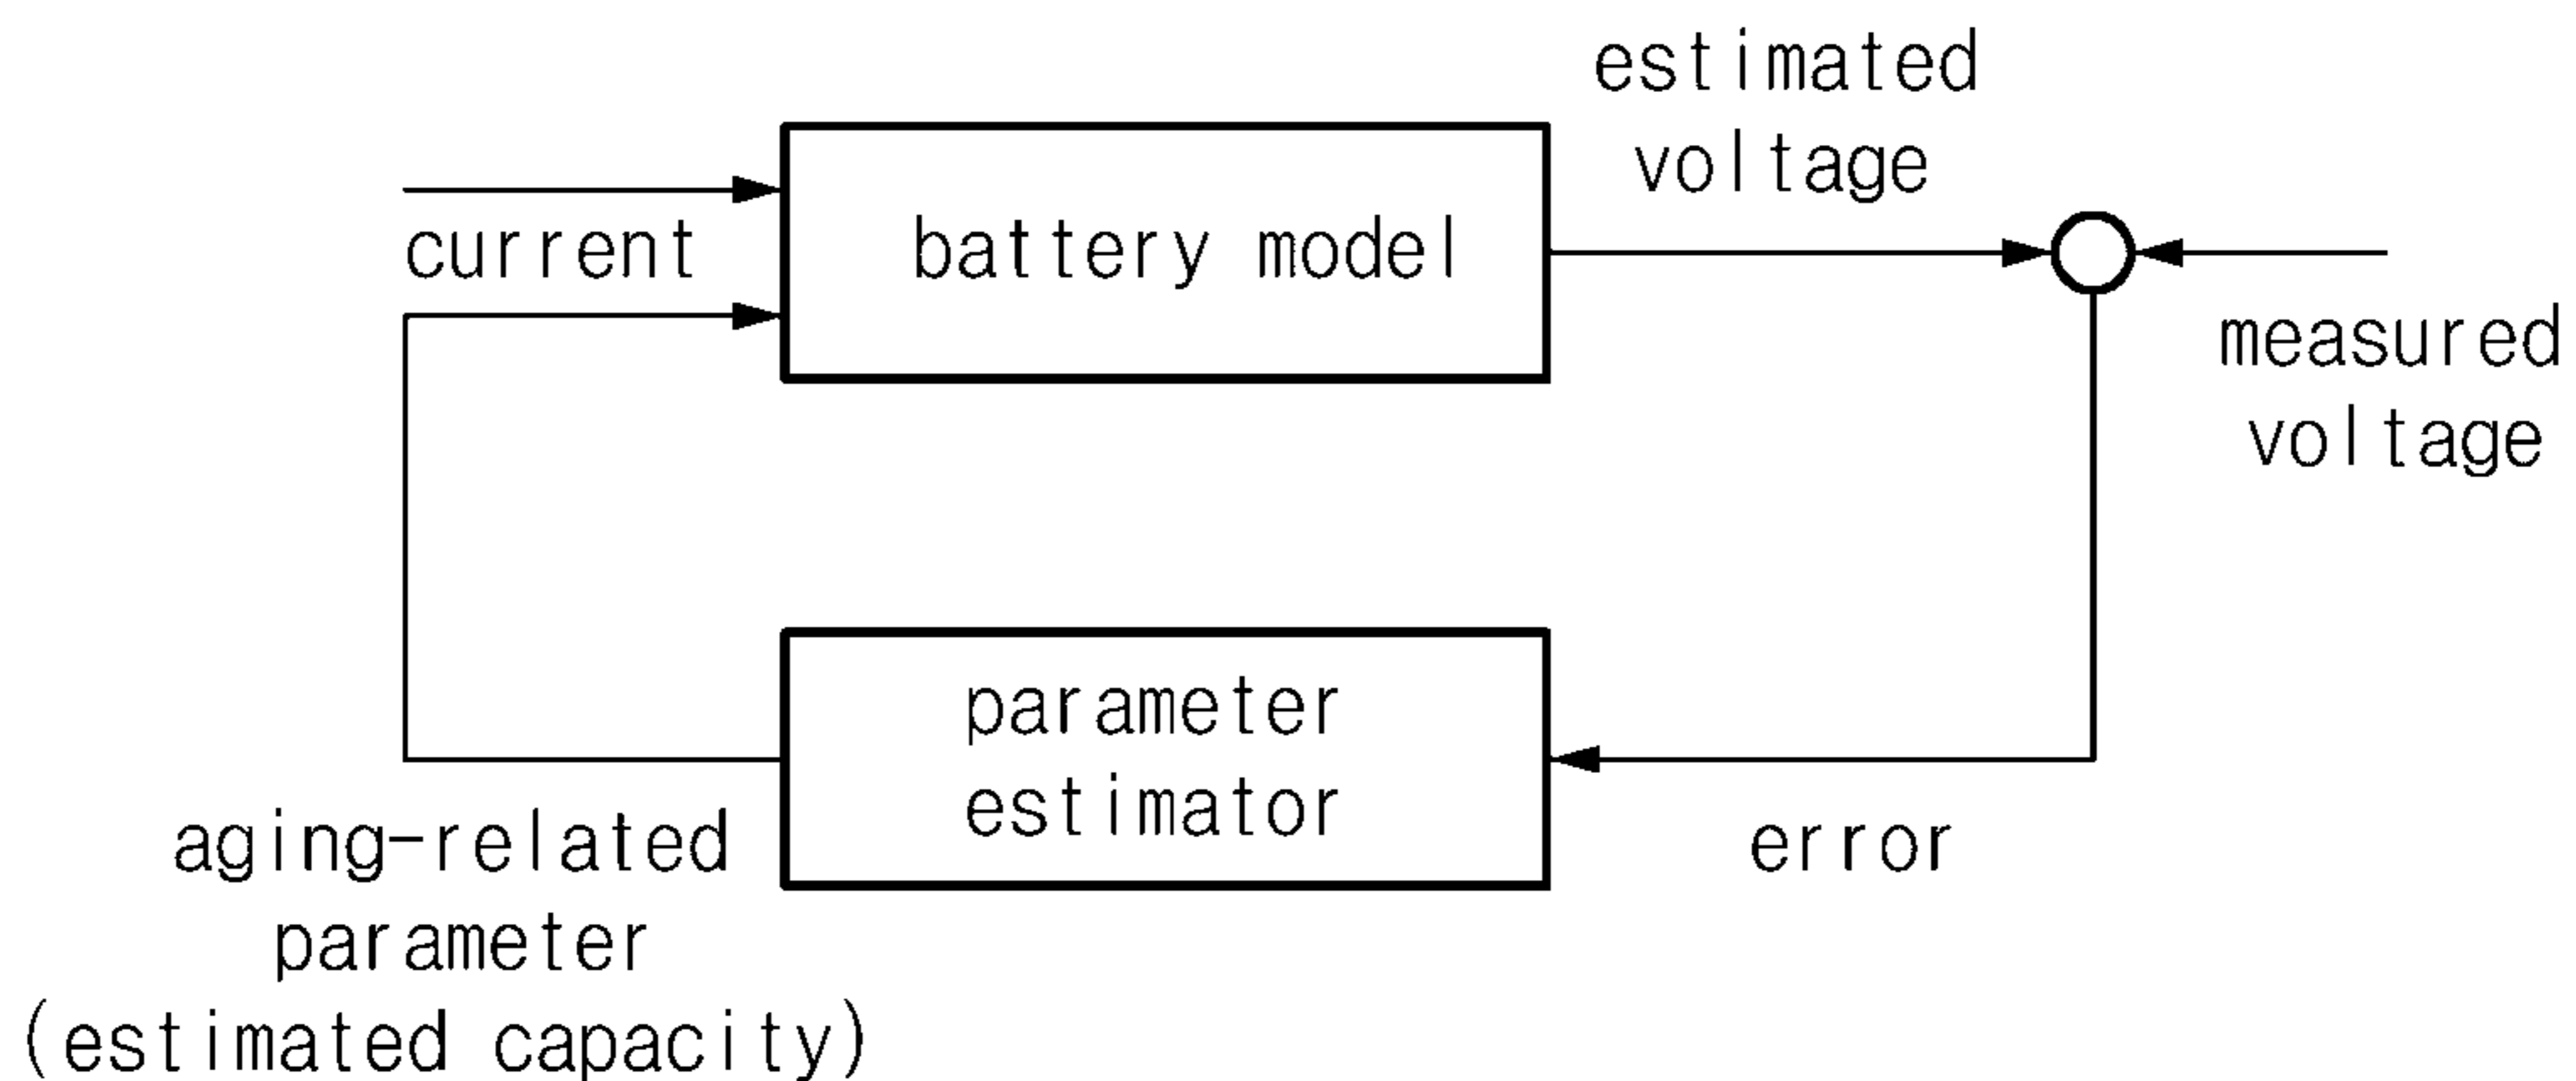 estimated
voltage
current
battery model
measured
voltage
parameter
estimator
aging-related
parameter
(estimated capacity)
error